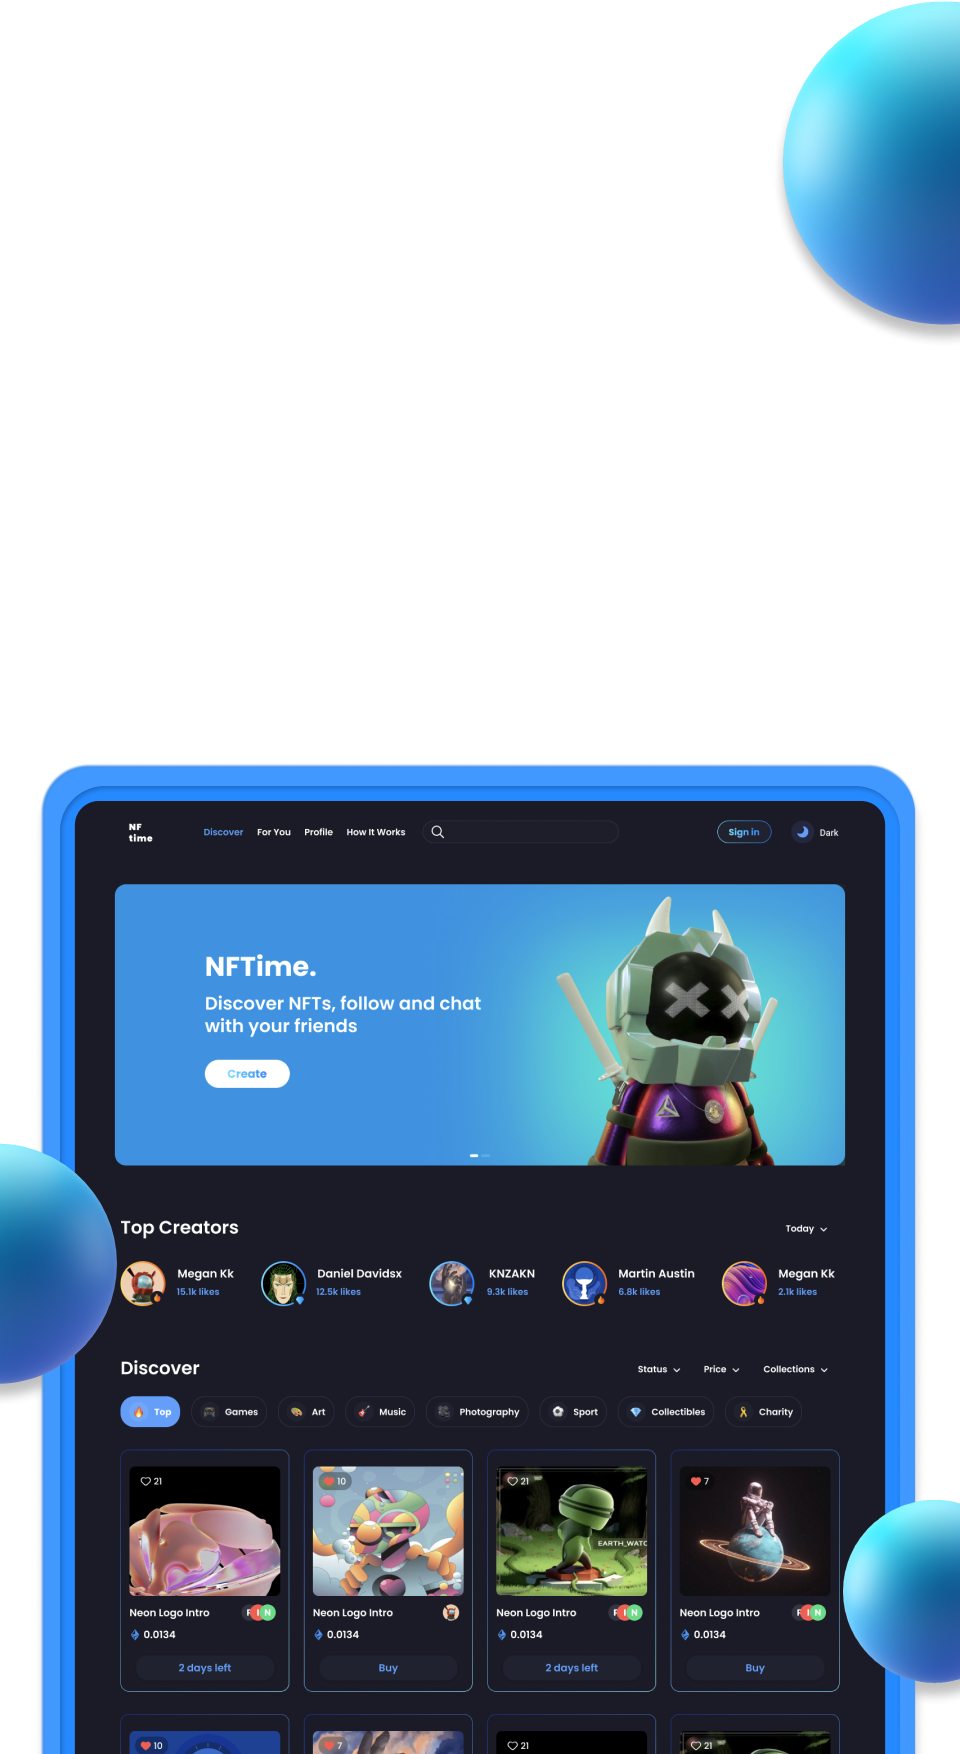 NF
time
Discover For You Profile How It Works
Sign in
Dark
NFTime.
Discover NFTs, follow and chat
with your friends
Create
Top Creators
Today
Megan Kk
15.1k likes
Daniel Davidsx
12.5k likes
KNZAKN
9.3k likes
Martin Austin
6.8k likes
Megan Kk
2.1k likes
Discover
Status Price Collections
Top Games Art Music Photography Sport Collectibles Charity
21
Neon Logo Intro
I N
0.0134
2 days left
10
Neon Logo Intro
0.0134
Buy
21
EARTH_WATC
Neon Logo Intro
I N
0.0134
2 days left
7
Neon Logo Intro
I N
0.0134
Buy
10
7
21
21